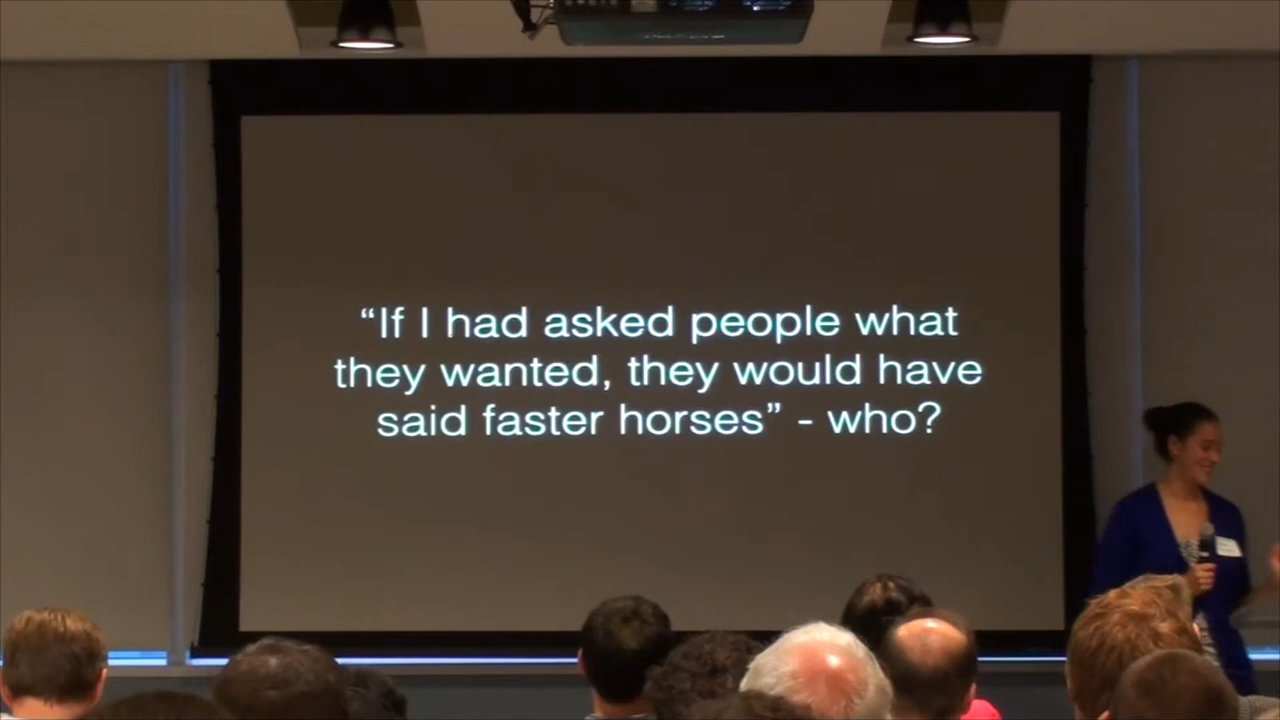 “If I had asked people what
they wanted, they would have
said faster horses” - who?